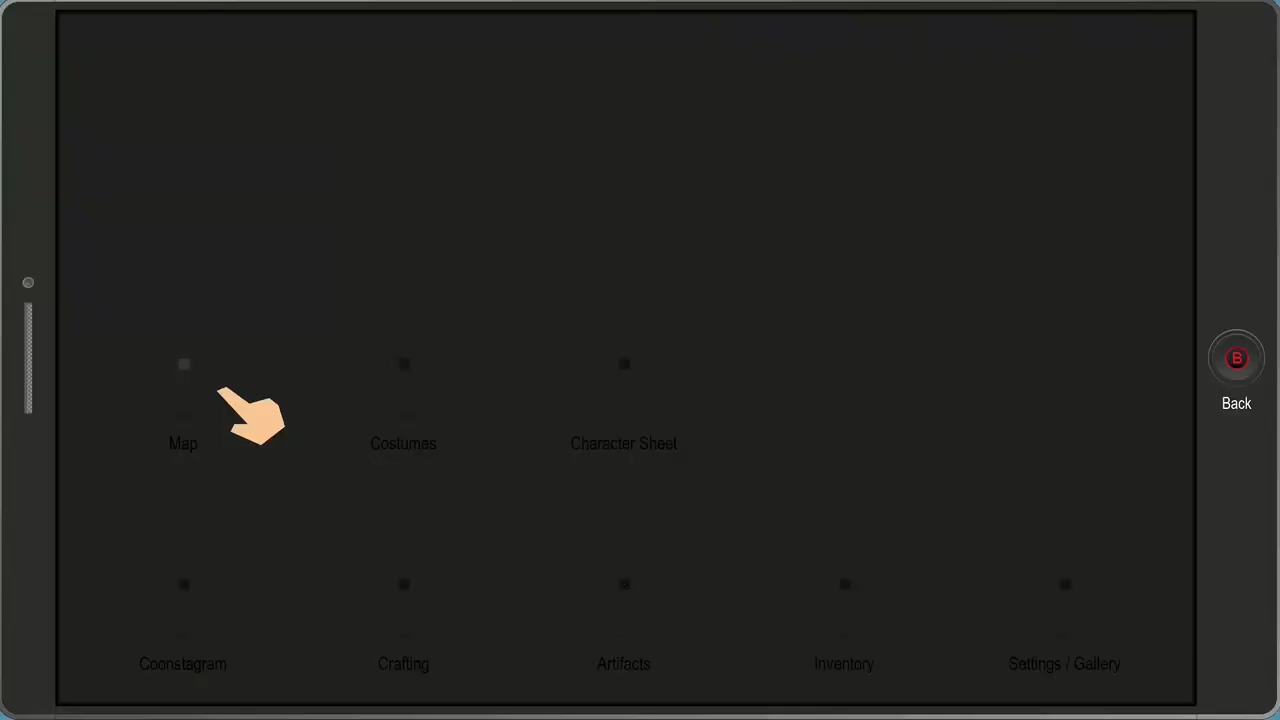 B
Back
Map
Costumes
Character Sheet
Coonstagram
Crafting
Artifacts
Inventory
Settings / Gallery